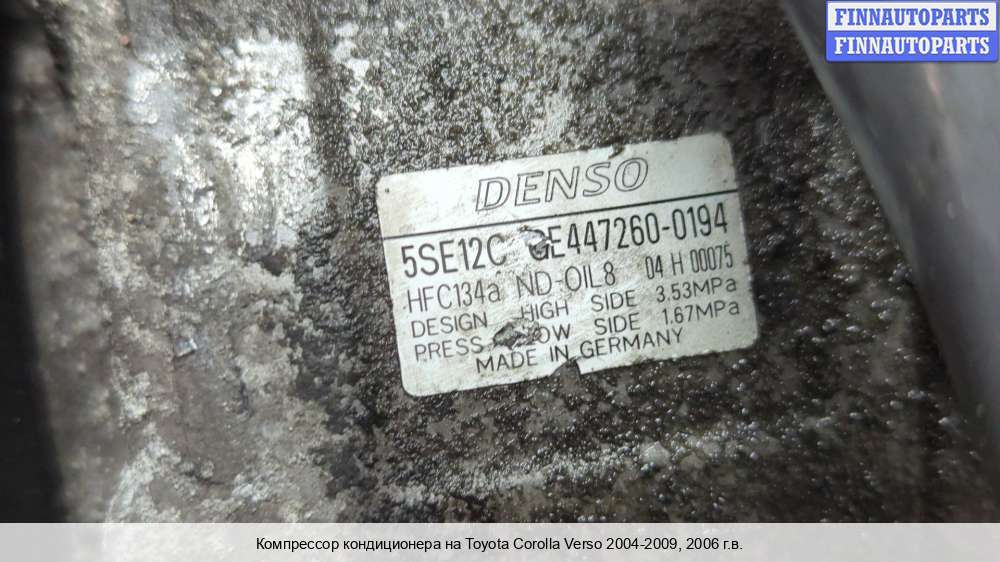 FINNAUTOPARTS
FINNAUTOPARTS
DENSO
5SE12C GE447260-0194
HFC134a ND-OIL8 04 H 00075
DESIGN HIGH SIDE 3.53MPa
PRESS LOW SIDE 1.67MPa
MADE IN GERMANY
Компрессор кондиционера на Toyota Corolla Verso 2004-2009, 2006 г.в.